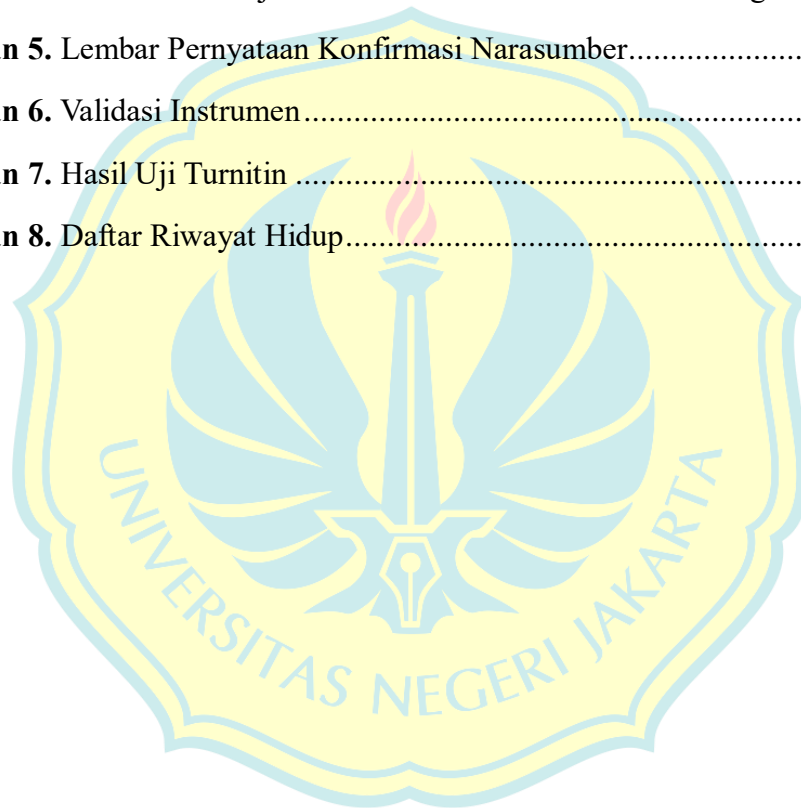 n 5. Lembar Pernyataan Konfirmasi Narasumber........................
n 6. Validasi Instrumen..................................................................
n 7. Hasil Uji Turnitin ...................................................................
n 8. Daftar Riwayat Hidup............................................................
UNIVERSITAS NEGERI JAKARTA